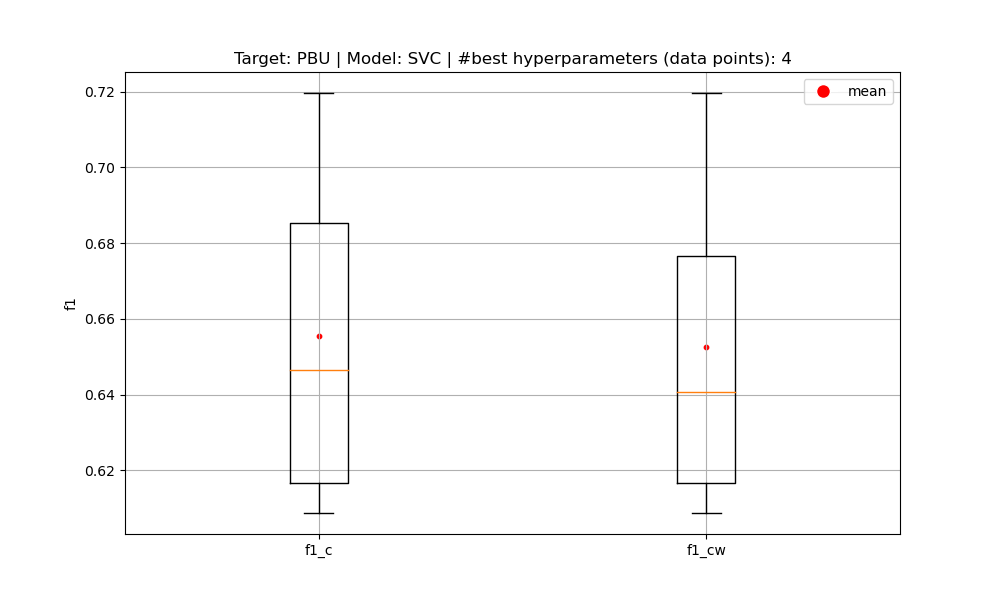 Target: PBU | Model: SVC | #best hyperparameters (data points): 4
mean
0.72
0.70
0.68
0.66
0.64
0.62
f1
f1_c
f1_cw